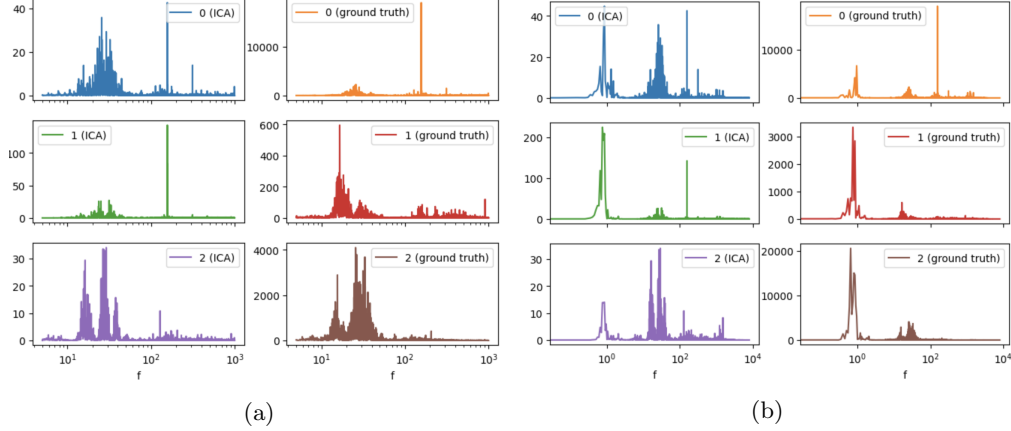 40
30
20
10
0
0 (ICA)
10000
0
0 (ground truth)
100
50
0
1 (ICA)
600
400
200
0
1 (ground truth)
30
20
10
0
2 (ICA)
10¹ 10² 10³
f
4000
2000
0
2 (ground truth)
10¹ 10² 10³
f
(a)
40
20
0
0 (ICA)
10000
0
0 (ground truth)
200
100
0
1 (ICA)
3000
2000
1000
0
1 (ground truth)
30
20
10
0
2 (ICA)
10⁰ 10² 10⁴
f
20000
10000
0
2 (ground truth)
10⁰ 10² 10⁴
f
(b)